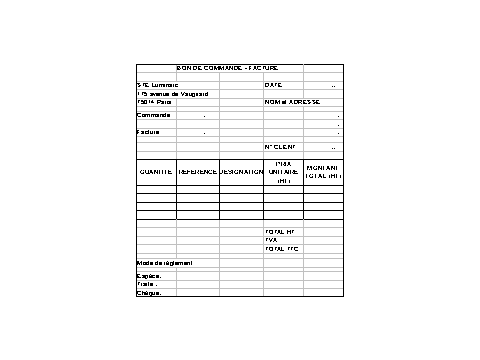 BON DE COMMANDE - FACTURE
STE Luminaic DATE ..
175 avenue de Vaugirard
75014 Paris NOM et ADRESSE
Commande . .
.
Facture . .
N° CLIENT ..
QUANTITE REFERENCE DESIGNATION PRIX UNITAIRE (HT) MONTANT TOTAL (HT)
TOTAL HT
TVA
TOTAL TTC
Mode de règlement
Espèce.
Traite .
Chèque.